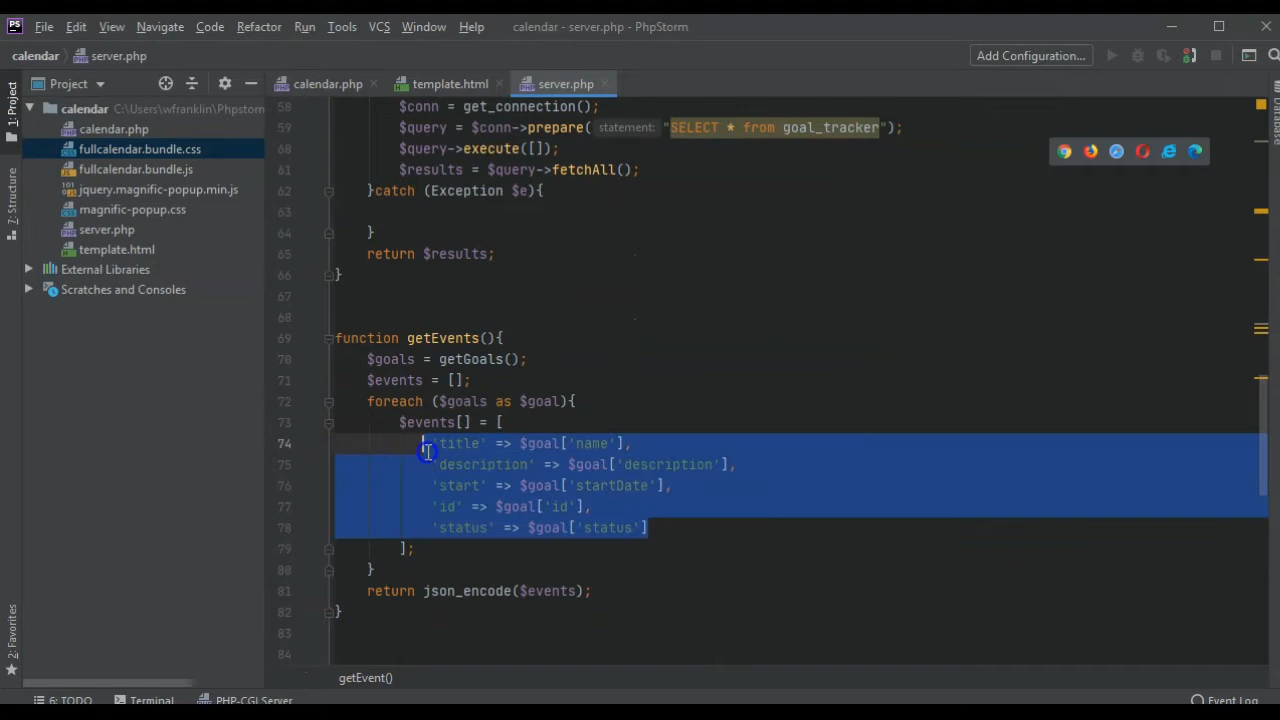 PS File Edit View Navigate Code Refactor Run Tools VCS Window Help calendar - server.php - PhpStorm
calendar server.php Add Configuration...
1: Project
Project calendar.php template.html server.php
calendar C:\Users\wfranklin\Phpstorm
calendar.php
fullcalendar.bundle.css
fullcalendar.bundle.js
jquery.magnific-popup.min.js
magnific-popup.css
server.php
template.html
External Libraries
Scratches and Consoles
Z: Structure
2: Favorites
Database
58 $conn = get_connection();
59 $query = $conn->prepare( statement: "SELECT * from goal_tracker");
60 $query->execute([]);
61 $results = $query->fetchAll();
62 }catch (Exception $e){
63
64 }
65 return $results;
66 }
67
68
69 function getEvents(){
70 $goals = getGoals();
71 $events = [];
72 foreach ($goals as $goal){
73 $events[] = [
74 'title' => $goal['name'],
75 'description' => $goal['description'],
76 'start' => $goal['startDate'],
77 'id' => $goal['id'],
78 'status' => $goal['status']
79 ];
80 }
81 return json_encode($events);
82 }
83
84
getEvent()
6: TODO Terminal PHP-CGI Server Event Log